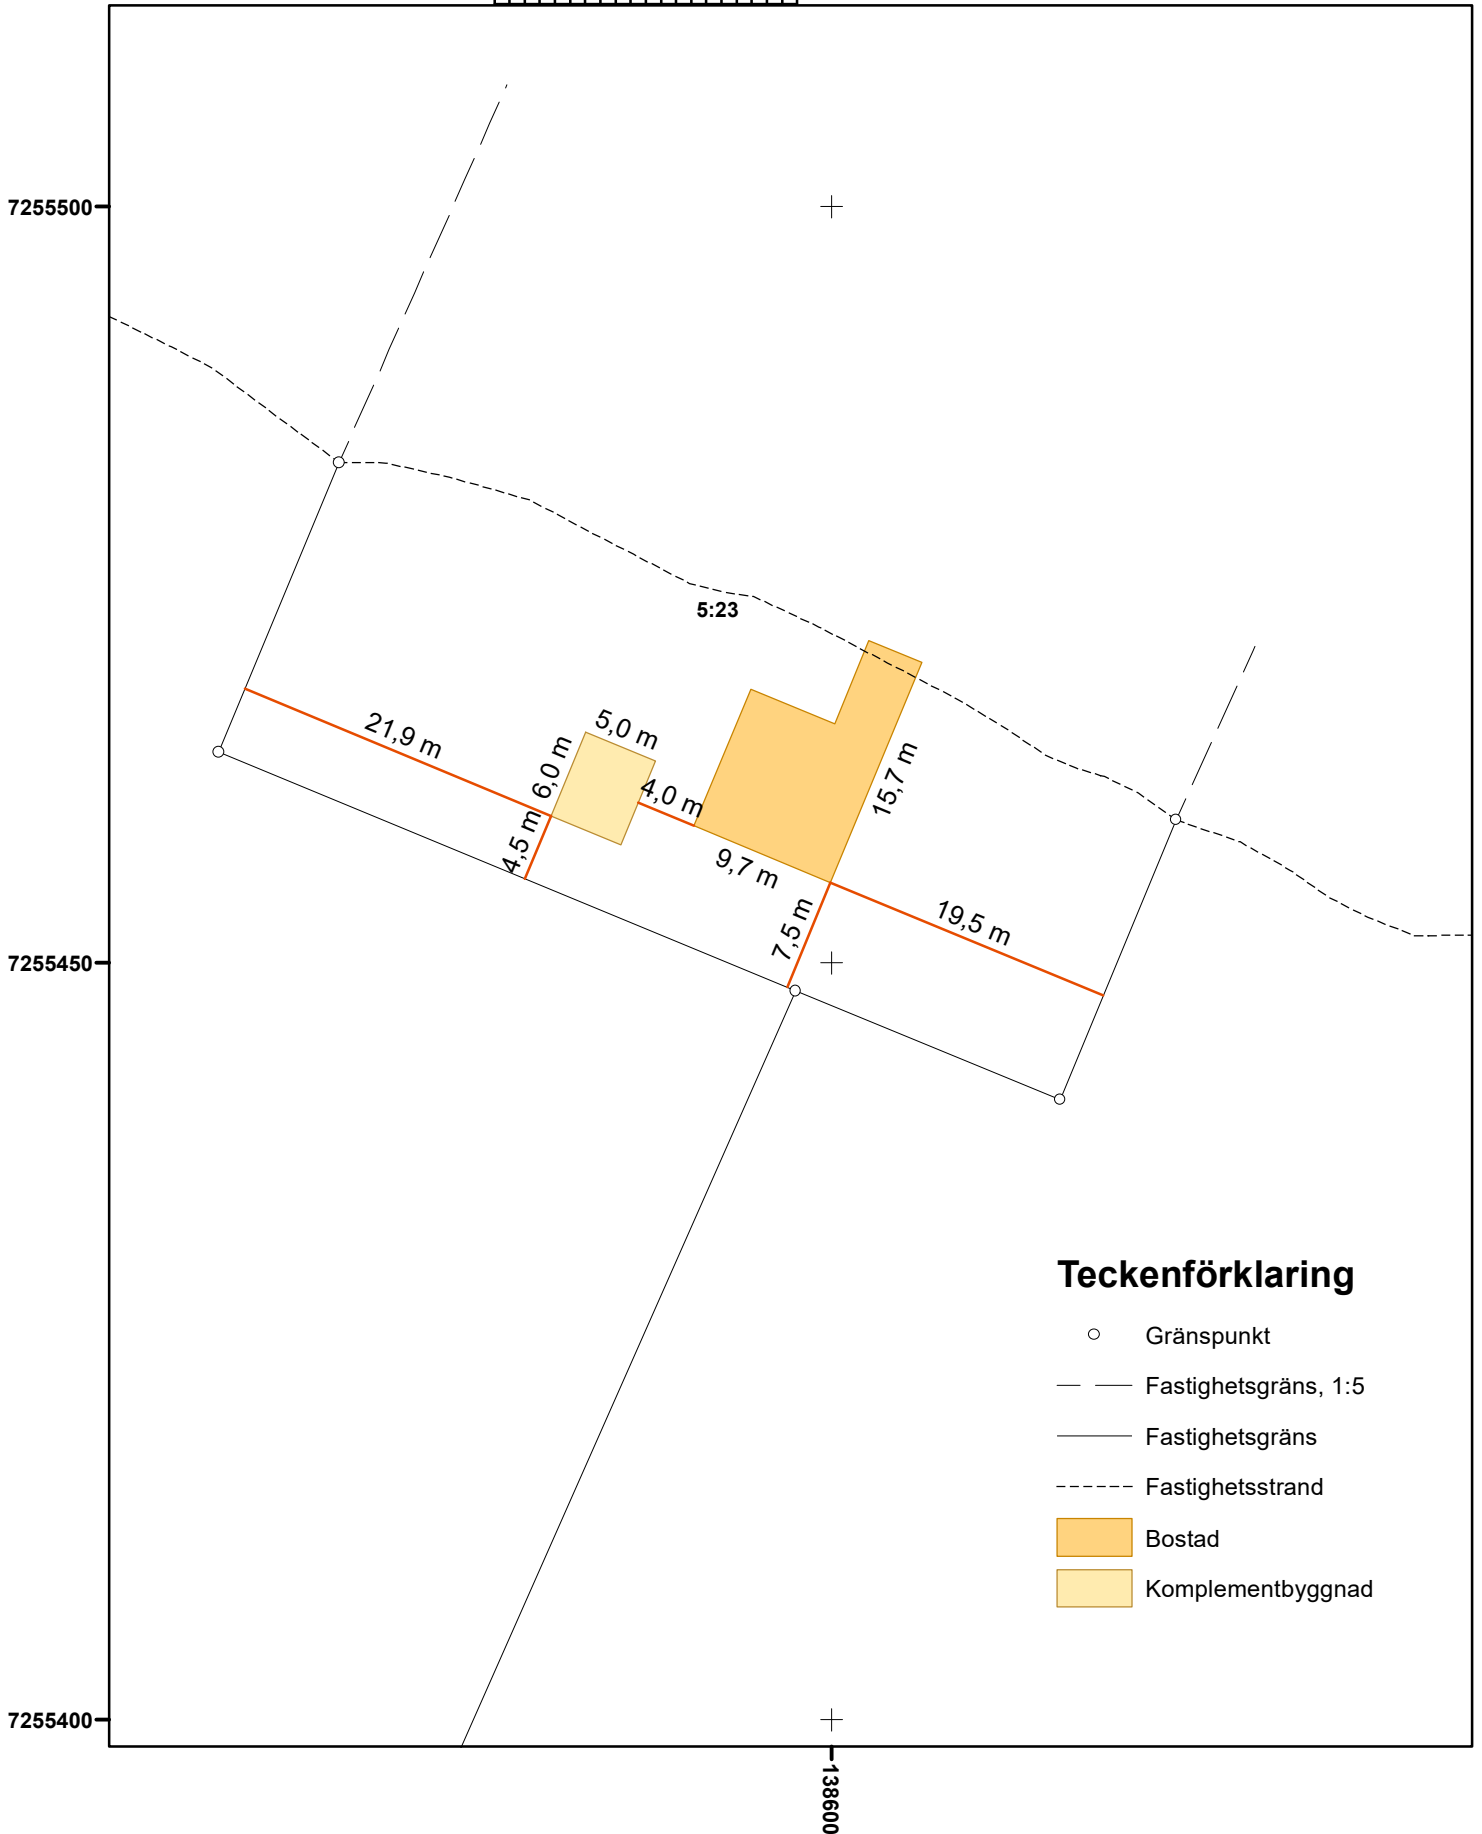 7255500
5:23
21,9 m
5,0 m
6,0 m
4,0 m
4,5 m
15,7 m
9,7 m
7,5 m
19,5 m
7255450
Teckenförklaring
Gränspunkt
Fastighetsgräns, 1:5
Fastighetsgräns
Fastighetsstrand
Bostad
Komplementbyggnad
7255400
138600